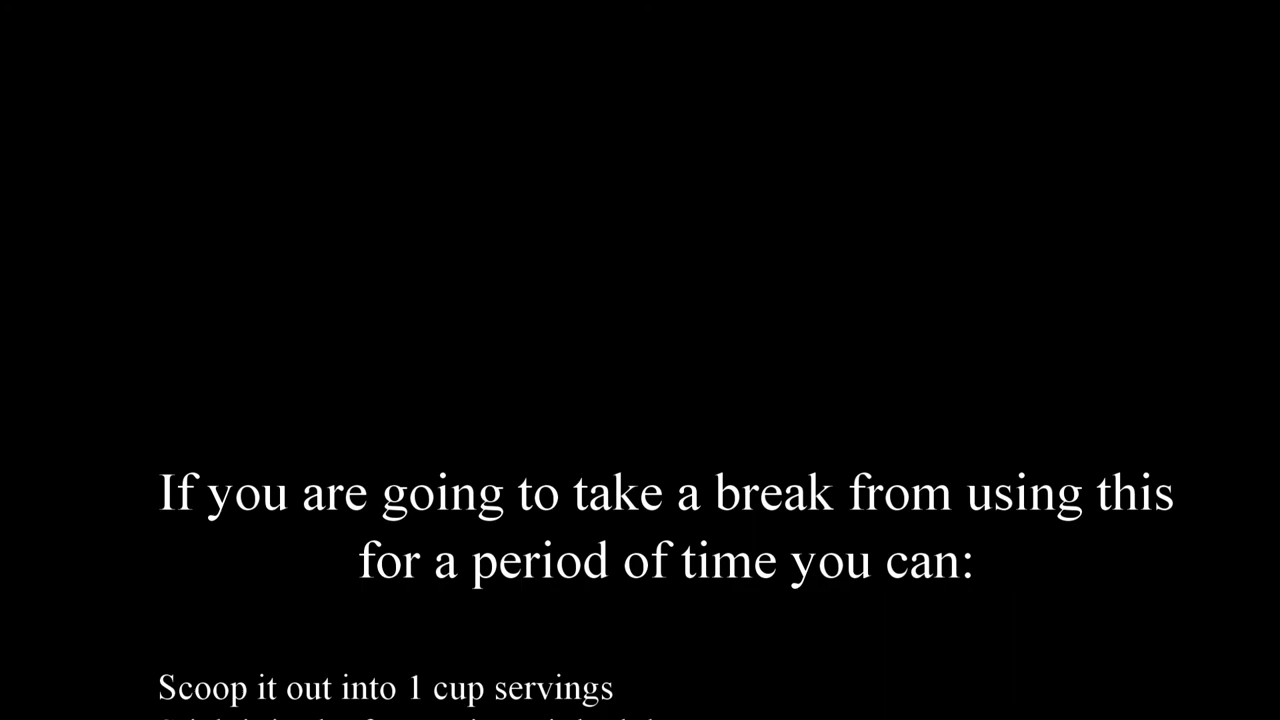 If you are going to take a break from using this
for a period of time you can:
Scoop it out into 1 cup servings